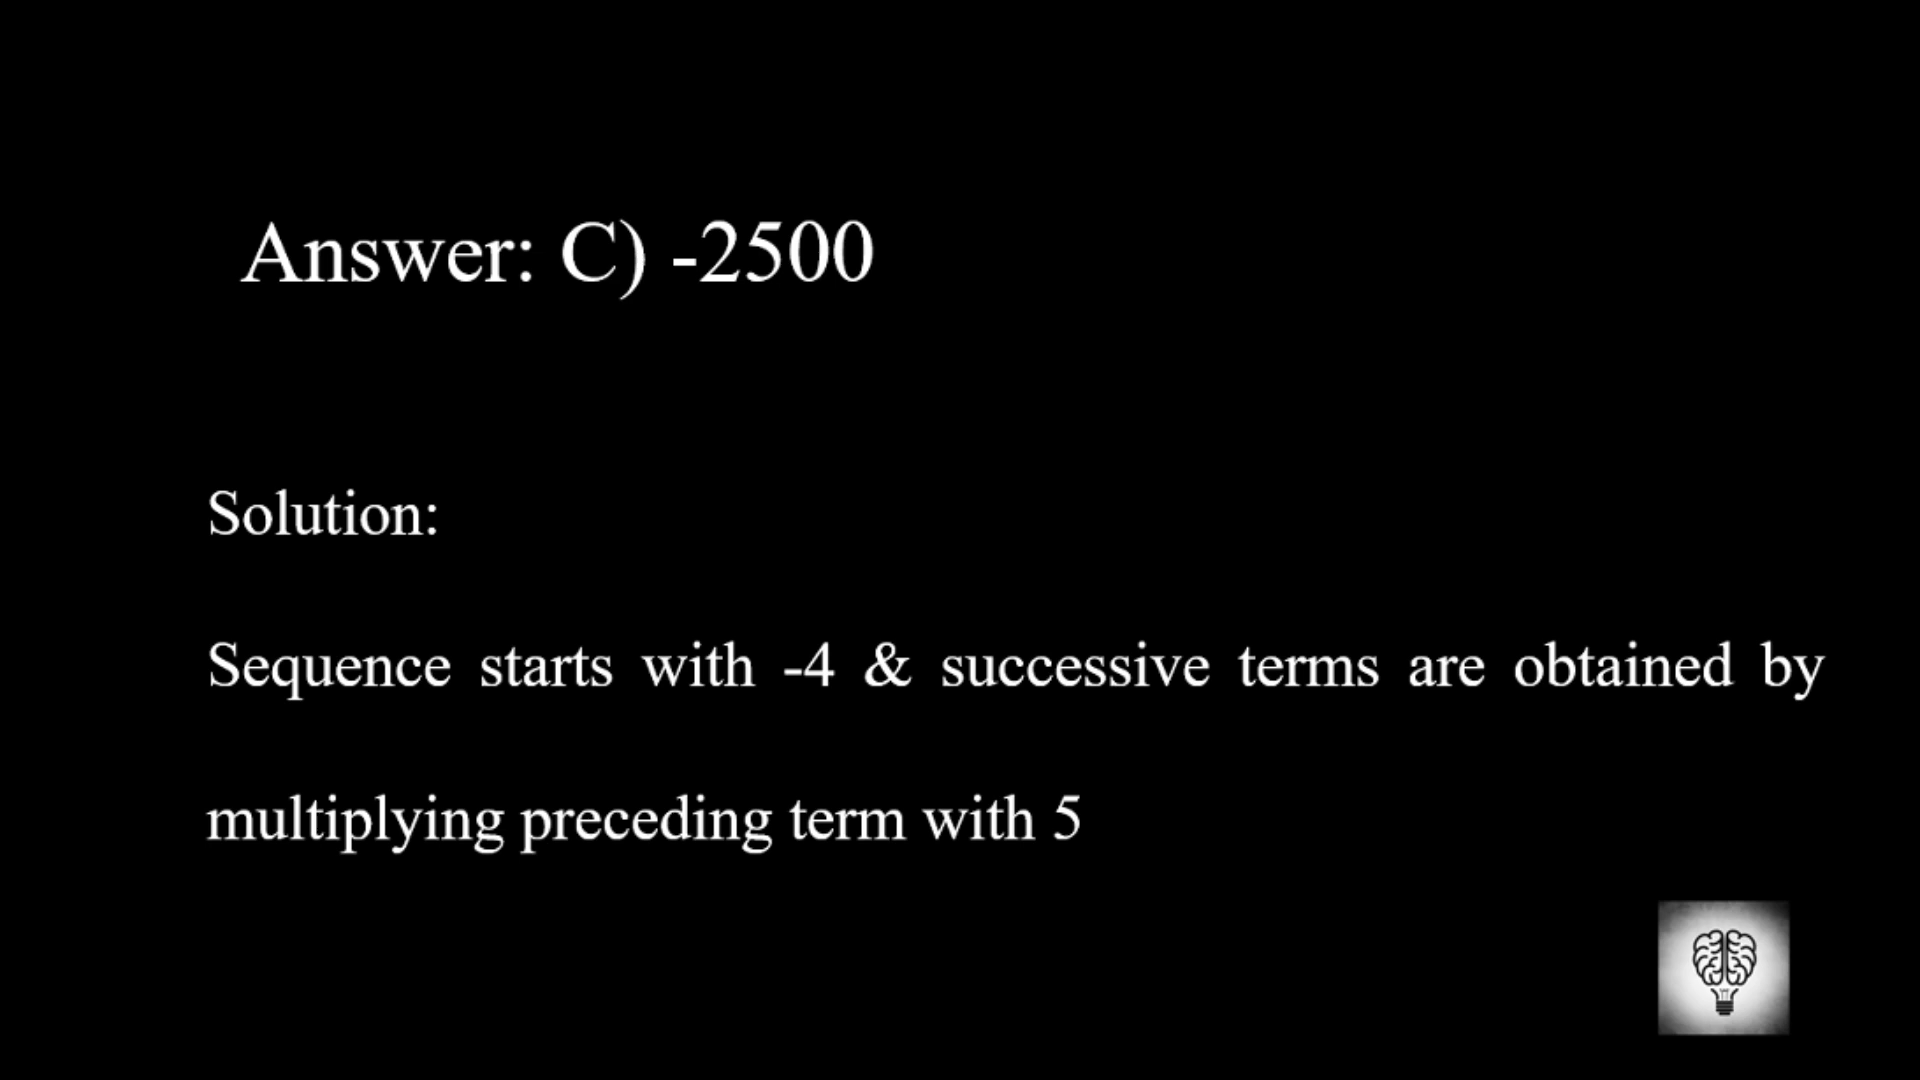 Answer: C) -2500
Solution:
Sequence starts with -4 & successive terms are obtained by
multiplying preceding term with 5